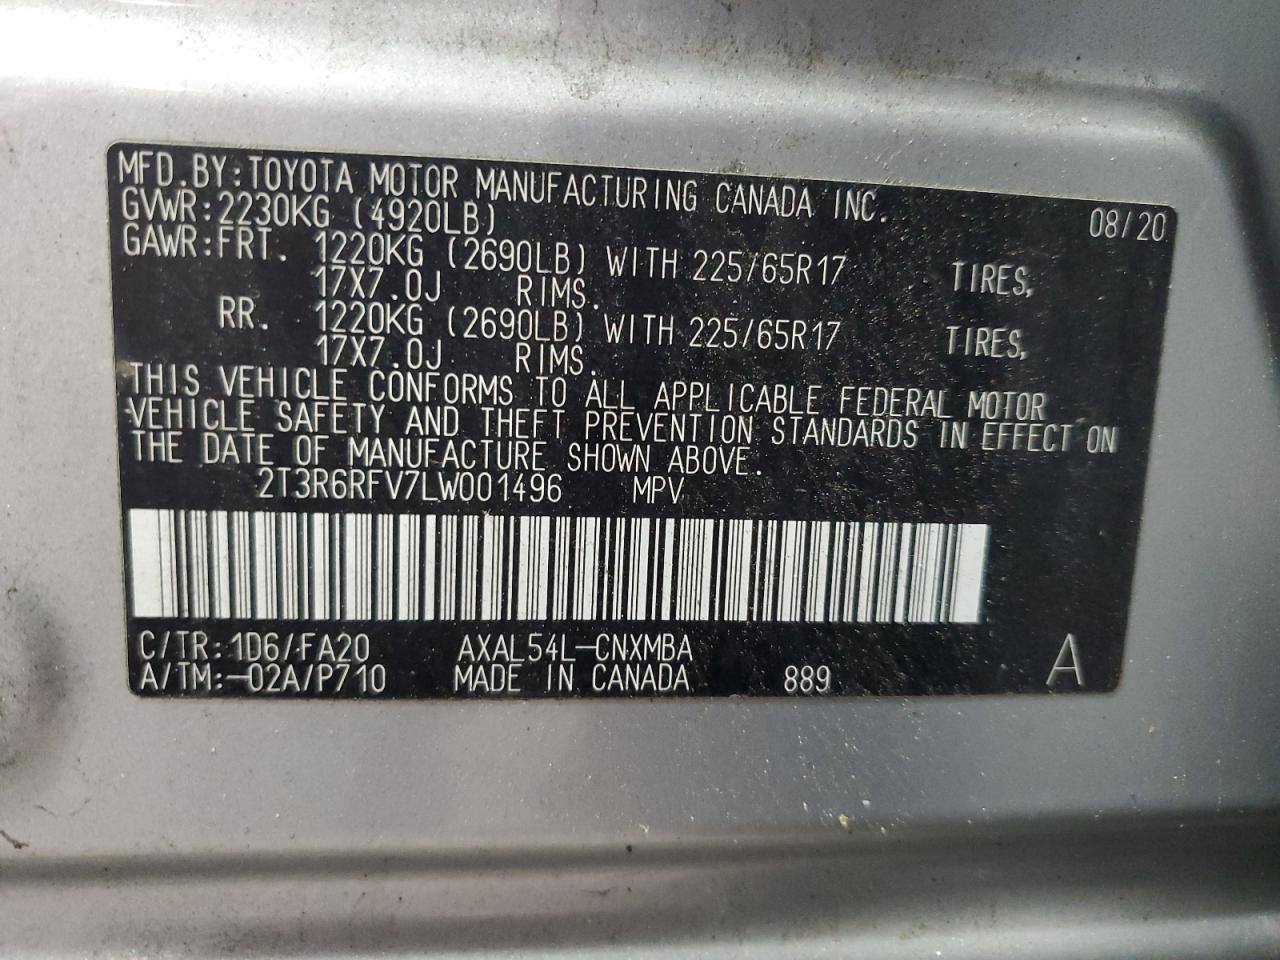 MFD. BY: TOYOTA MOTOR MANUFACTURING CANADA INC. 08/20
GVWR: 2230KG (4920LB)
GAWR: FRT. 1220KG (2690LB) WITH 225/65R17 TIRES,
17X7.0J RIMS.
RR. 1220KG (2690LB) WITH 225/65R17 TIRES,
17X7.0J RIMS.
THIS VEHICLE CONFORMS TO ALL APPLICABLE FEDERAL MOTOR
VEHICLE SAFETY AND THEFT PREVENTION STANDARDS IN EFFECT ON
THE DATE OF MANUFACTURE SHOWN ABOVE.
2T3R6RFV7LW001496 MPV
C/TR: 1D6/FA20 AXAL54L-CNXMBA A
A/TM:-02A/P710 MADE IN CANADA 889